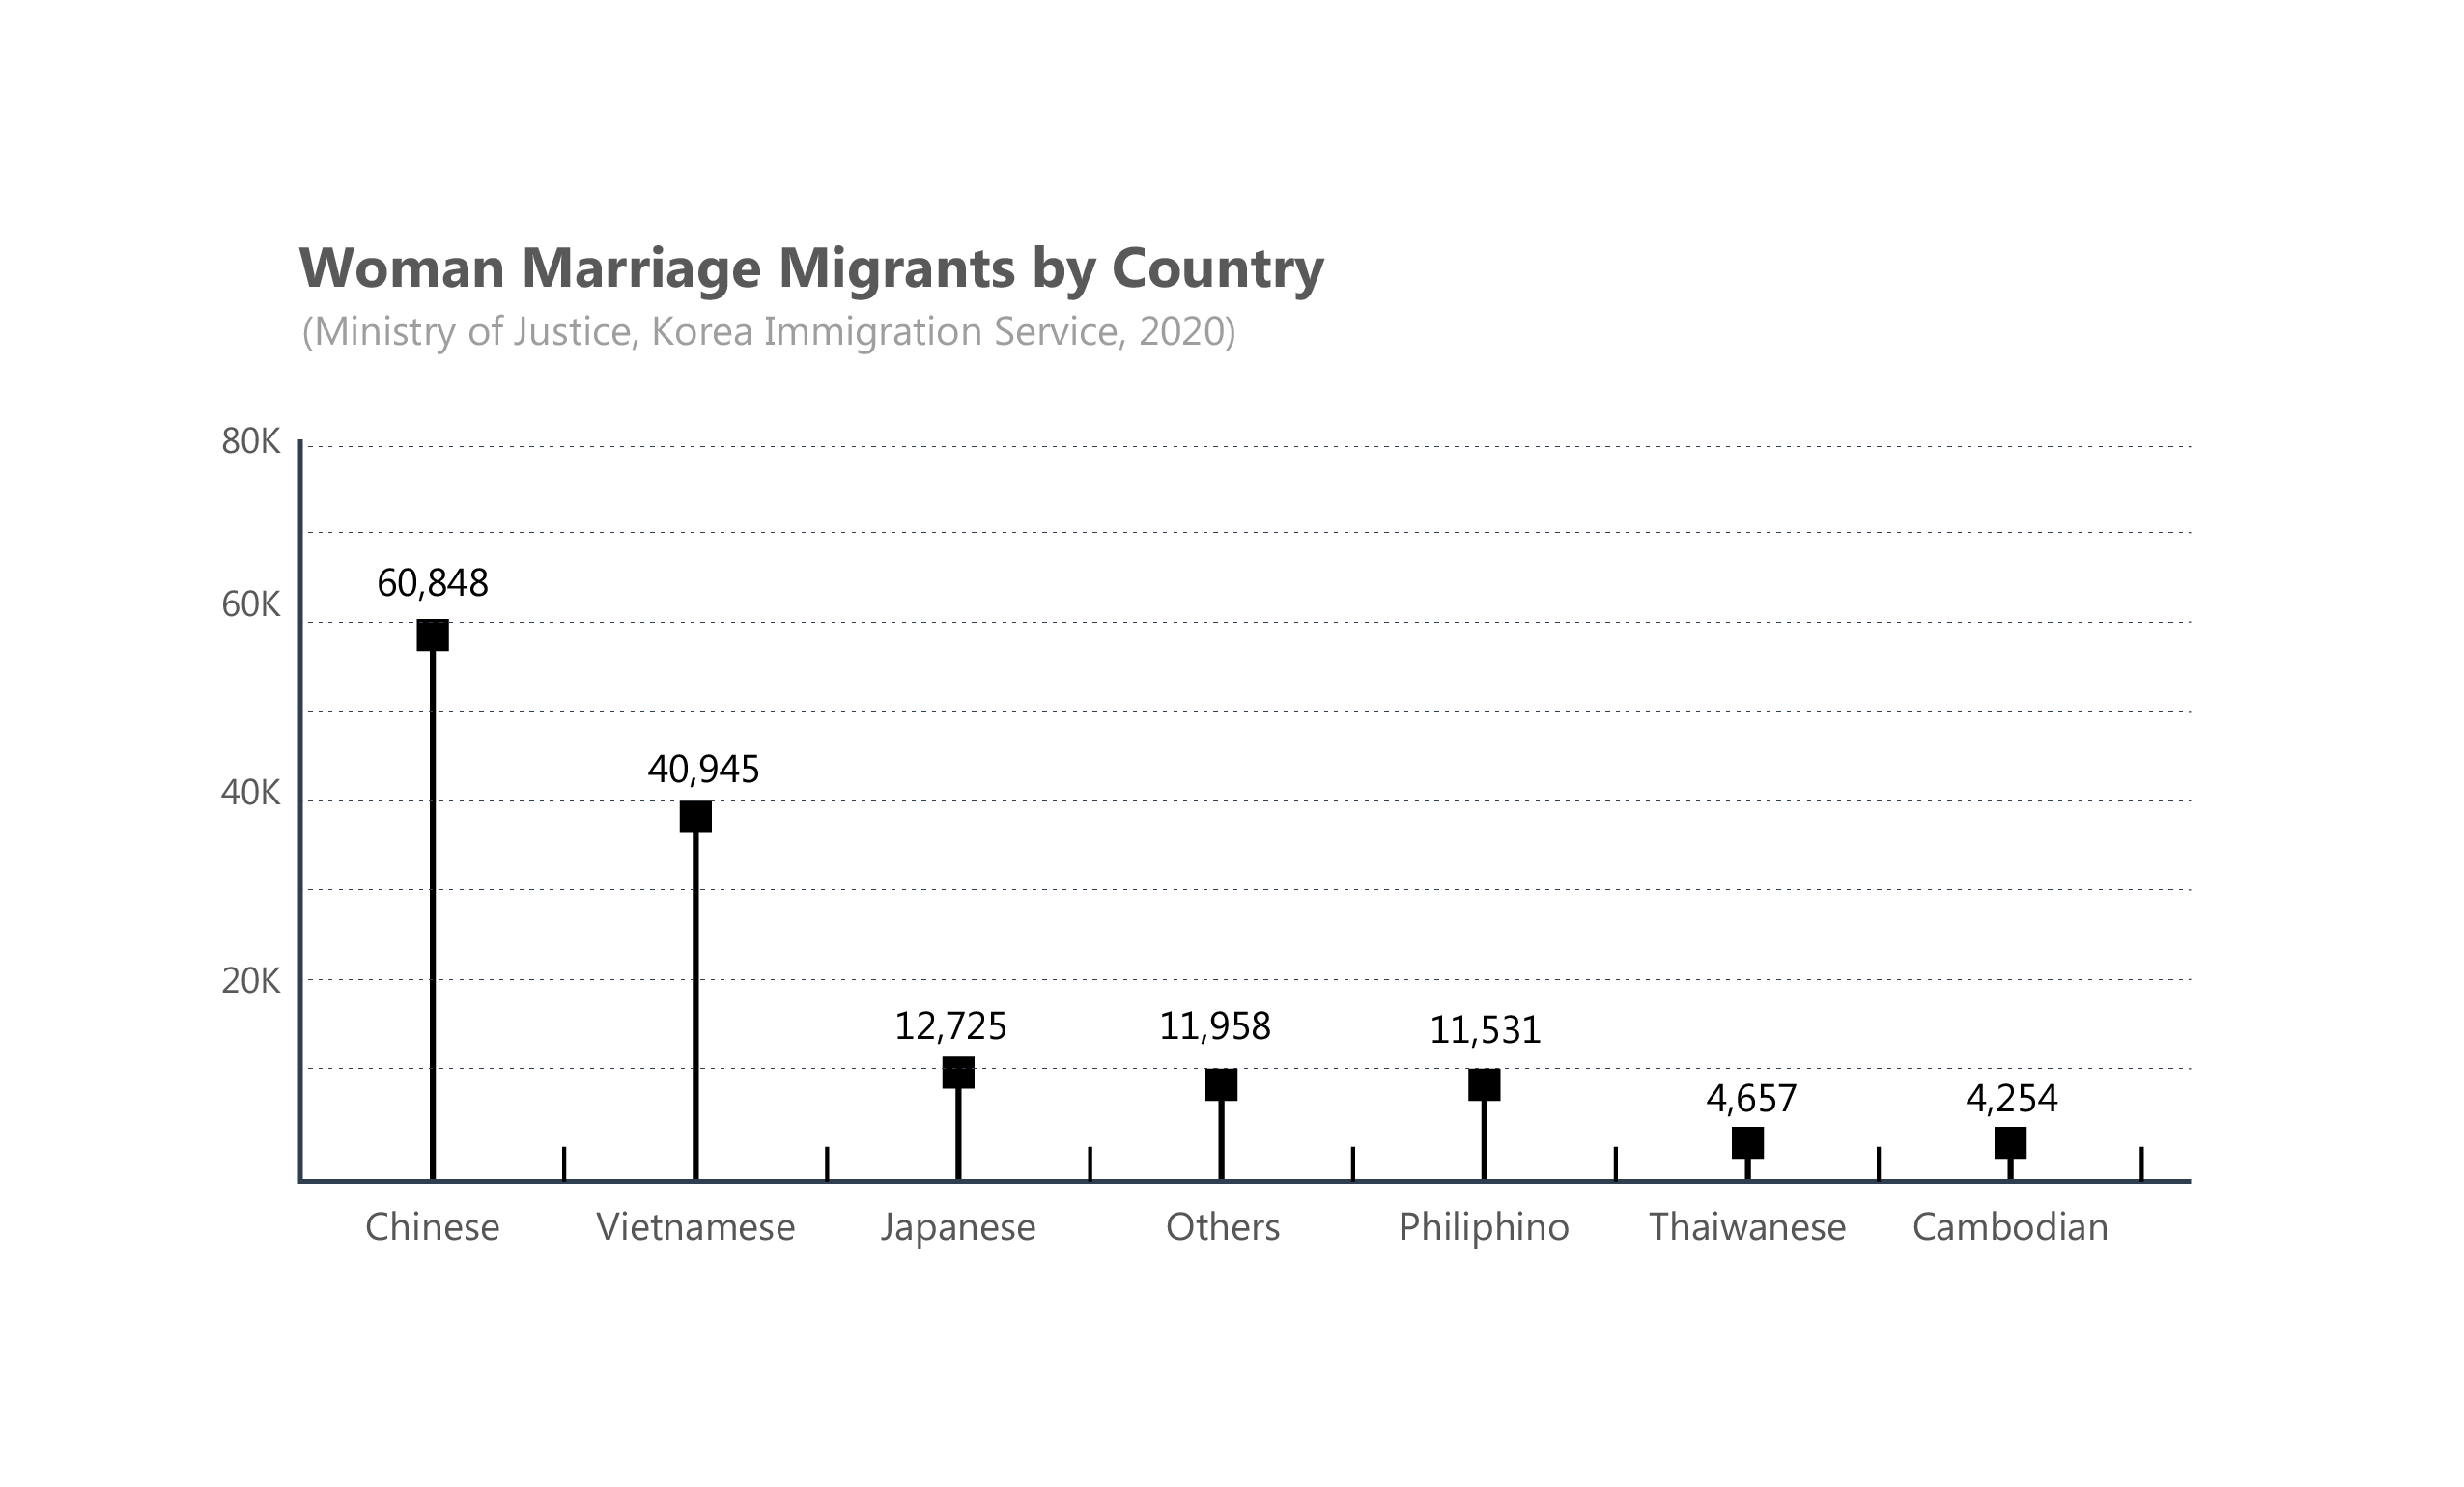 Woman Marriage Migrants by Country
(Ministry of Justice, Korea Immigration Service, 2020)
80K
60K
40K
20K
60,848
40,945
12,725
11,958
11,531
4,657
4,254
Chinese
Vietnamese
Japanese
Others
Philiphino
Thaiwanese
Cambodian